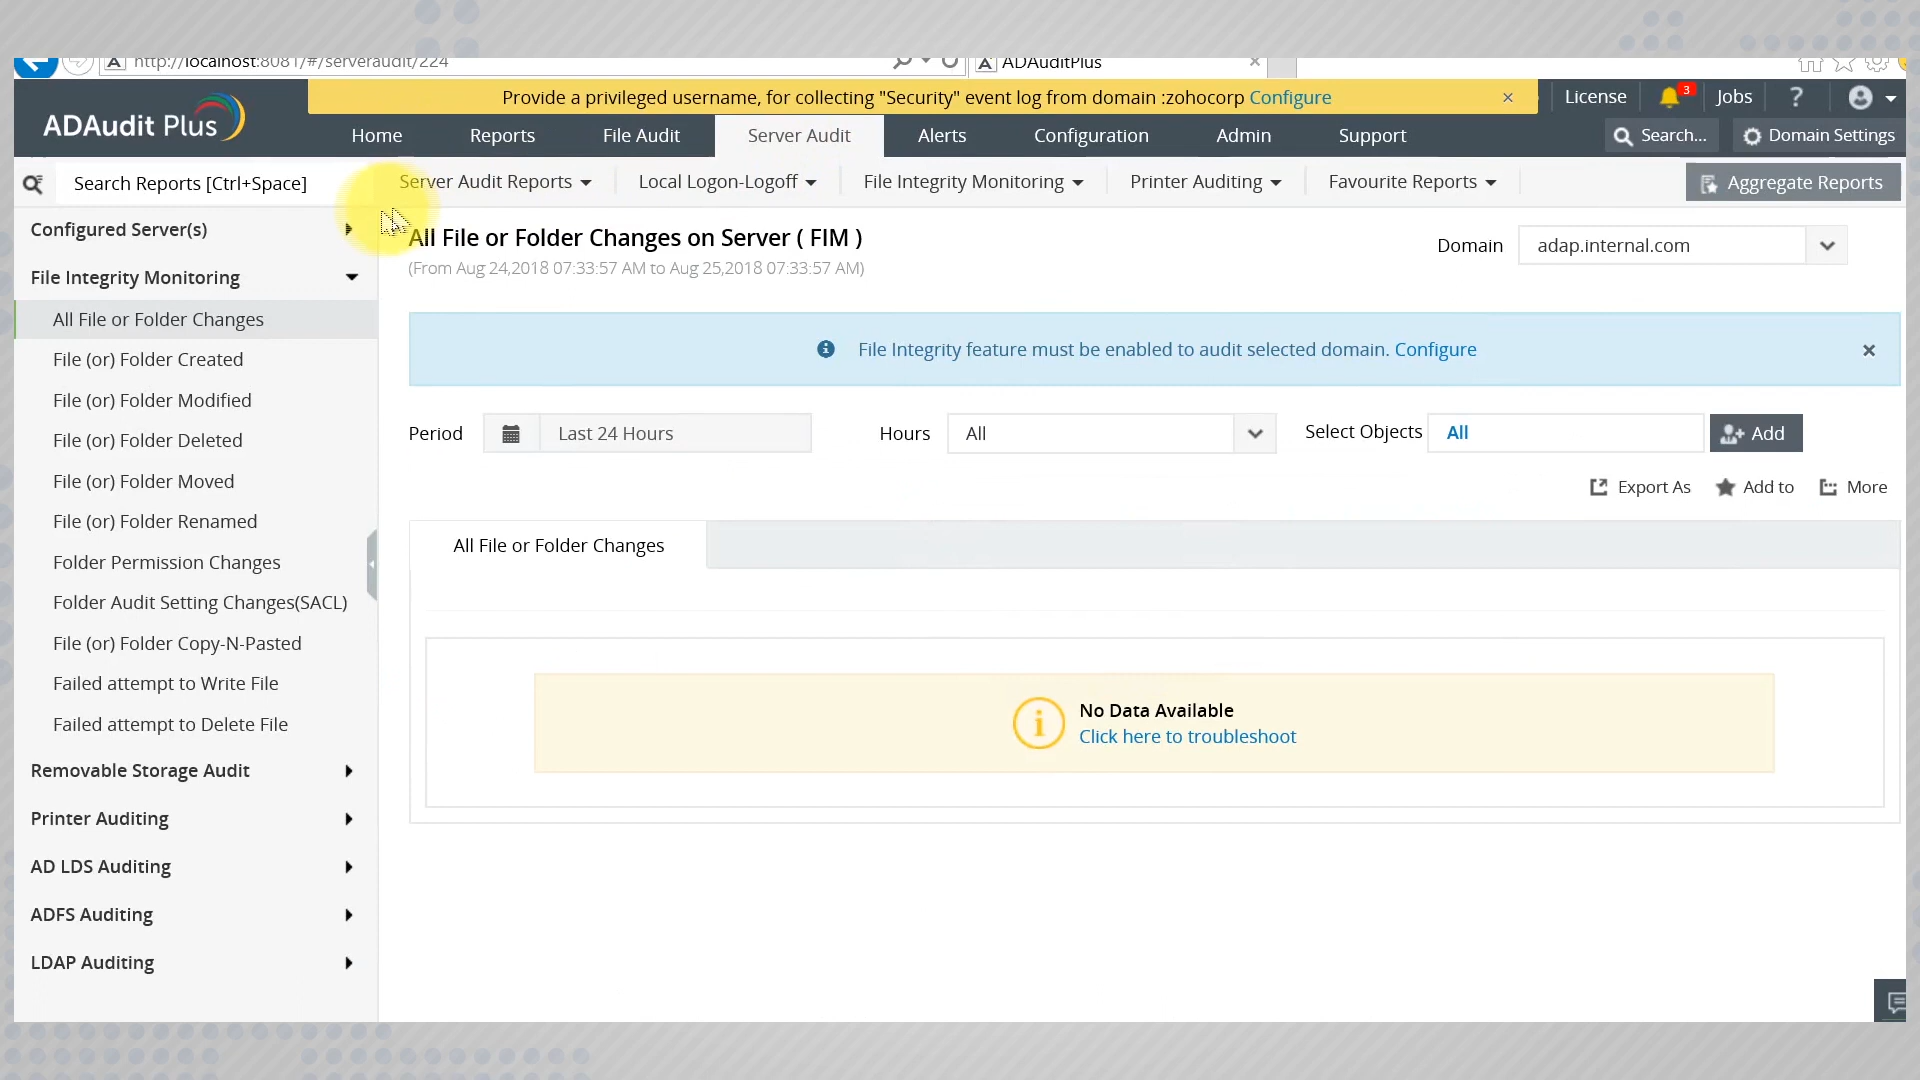 http://localhost:8081/#/serveraudit/224
ADAuditPlus
ADAudit Plus
Provide a privileged username, for collecting "Security" event log from domain :zohocorp Configure
License
3
Jobs
?
Home
Reports
File Audit
Server Audit
Alerts
Configuration
Admin
Support
Search...
Domain Settings
Search Reports [Ctrl+Space]
Server Audit Reports
Local Logon-Logoff
File Integrity Monitoring
Printer Auditing
Favourite Reports
Aggregate Reports
Configured Server(s)
File Integrity Monitoring
All File or Folder Changes
File (or) Folder Created
File (or) Folder Modified
File (or) Folder Deleted
File (or) Folder Moved
File (or) Folder Renamed
Folder Permission Changes
Folder Audit Setting Changes(SACL)
File (or) Folder Copy-N-Pasted
Failed attempt to Write File
Failed attempt to Delete File
Removable Storage Audit
Printer Auditing
AD LDS Auditing
ADFS Auditing
LDAP Auditing
All File or Folder Changes on Server ( FIM )
(From Aug 24,2018 07:33:57 AM to Aug 25,2018 07:33:57 AM)
Domain
adap.internal.com
File Integrity feature must be enabled to audit selected domain. Configure
Period
Last 24 Hours
Hours
All
Select Objects
All
Add
Export As
Add to
More
All File or Folder Changes
No Data Available
Click here to troubleshoot